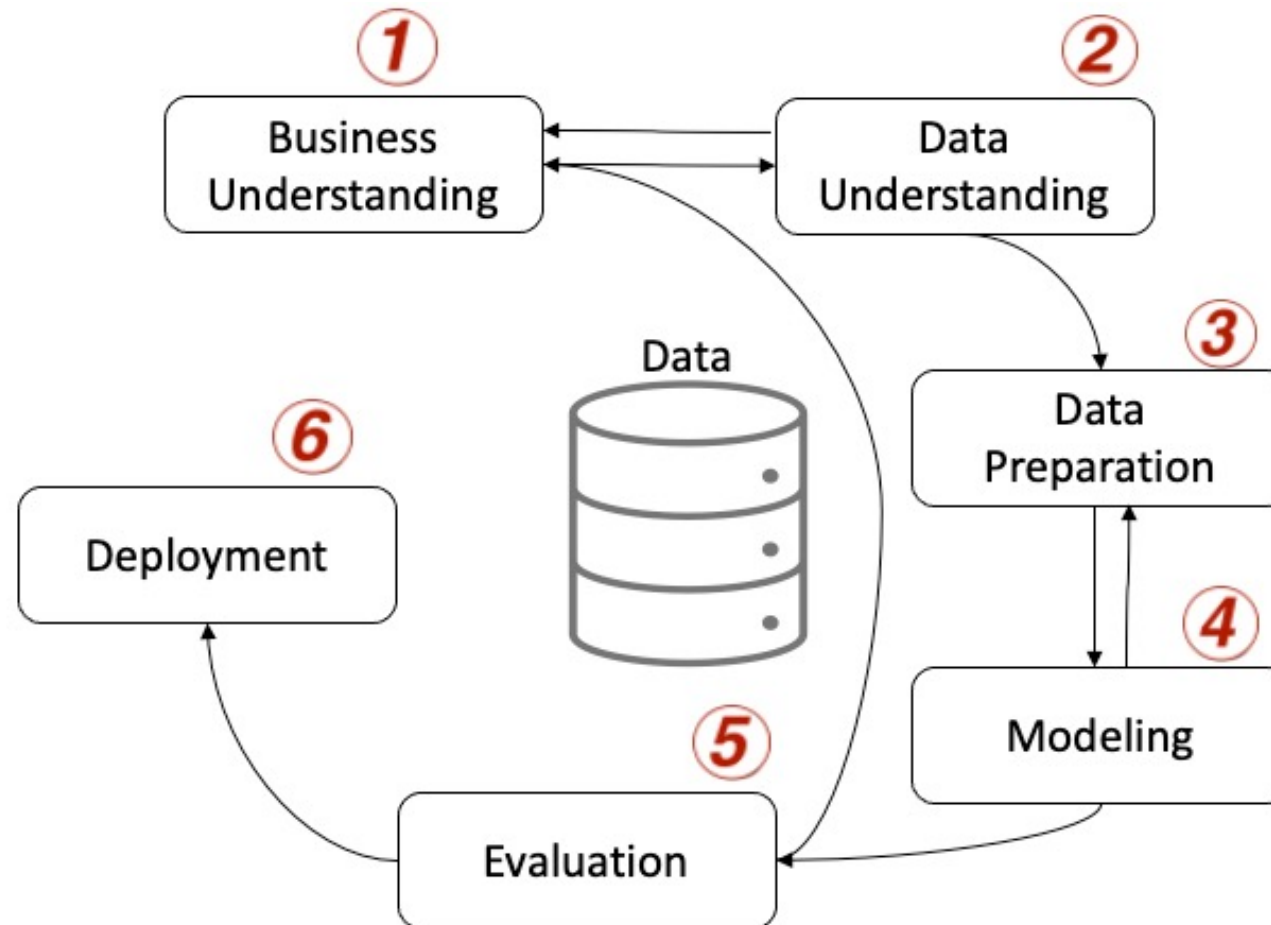 1
Business
Understanding
2
Data
Understanding
3
Data
Preparation
Data
6
Deployment
4
Modeling
5
Evaluation